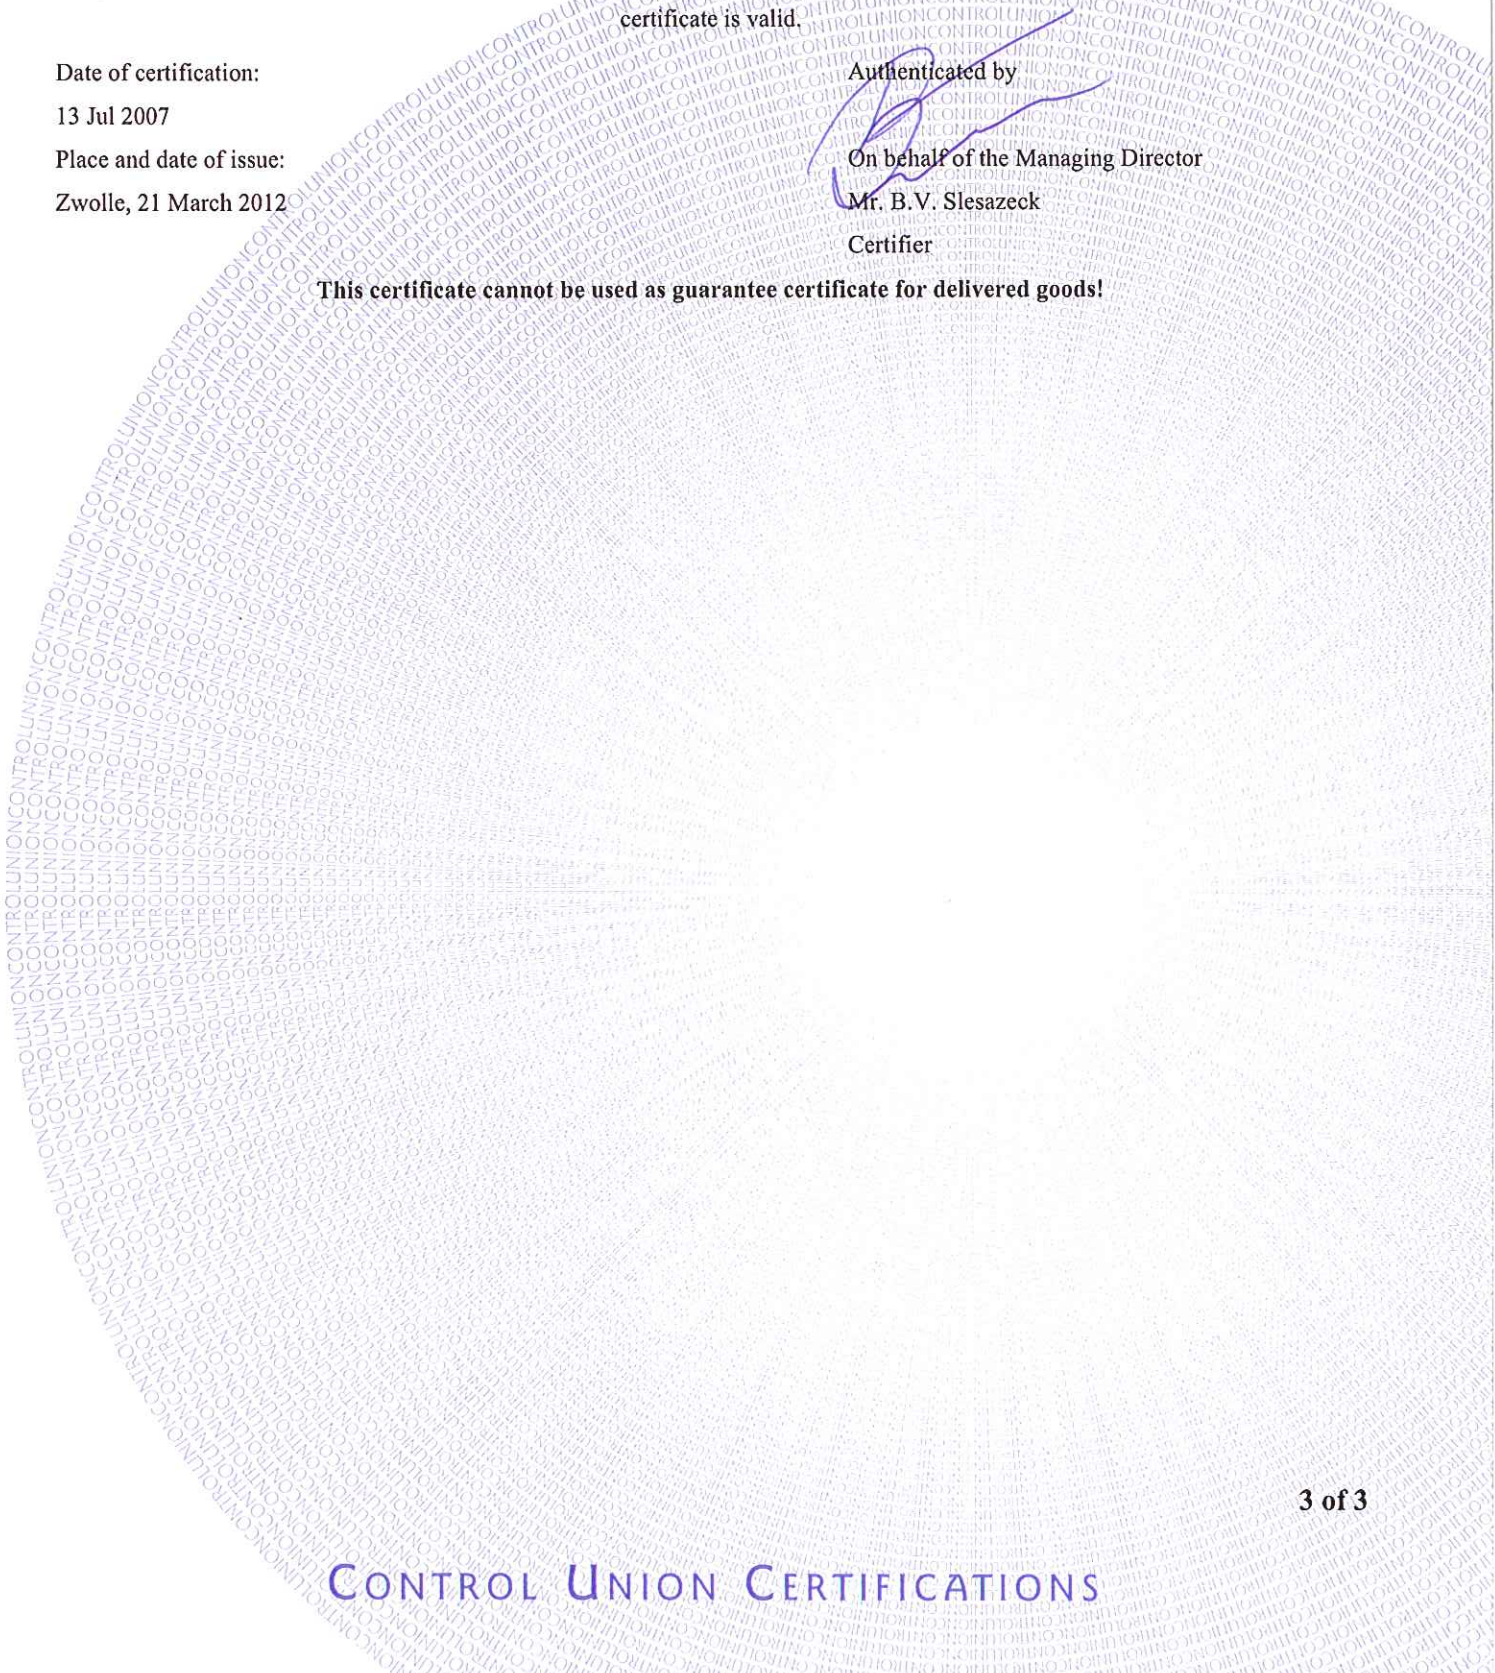 certificate is valid.
Date of certification:
13 Jul 2007
Place and date of issue:
Zwolle, 21 March 2012
Authenticated by
On behalf of the Managing Director
Mr. B.V. Slesazeck
Certifier
This certificate cannot be used as guarantee certificate for delivered goods!
3 of 3
CONTROL UNION CERTIFICATIONS